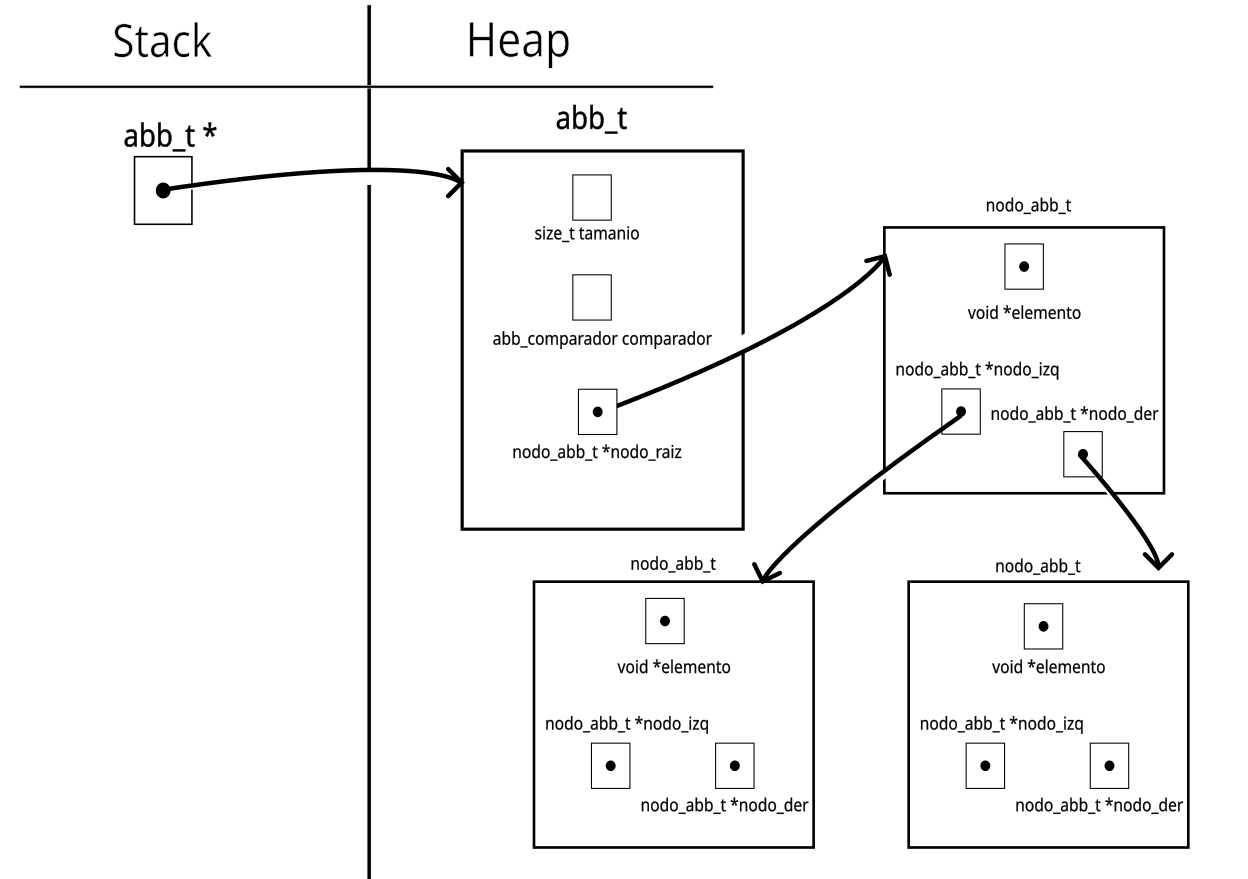 Stack
Heap
abb_t *
abb_t
size_t tamanio
abb_comparador comparador
nodo_abb_t *nodo_raiz
nodo_abb_t
void *elemento
nodo_abb_t *nodo_izq
nodo_abb_t *nodo_der
nodo_abb_t
void *elemento
nodo_abb_t *nodo_izq
nodo_abb_t *nodo_der
nodo_abb_t
void *elemento
nodo_abb_t *nodo_izq
nodo_abb_t *nodo_der